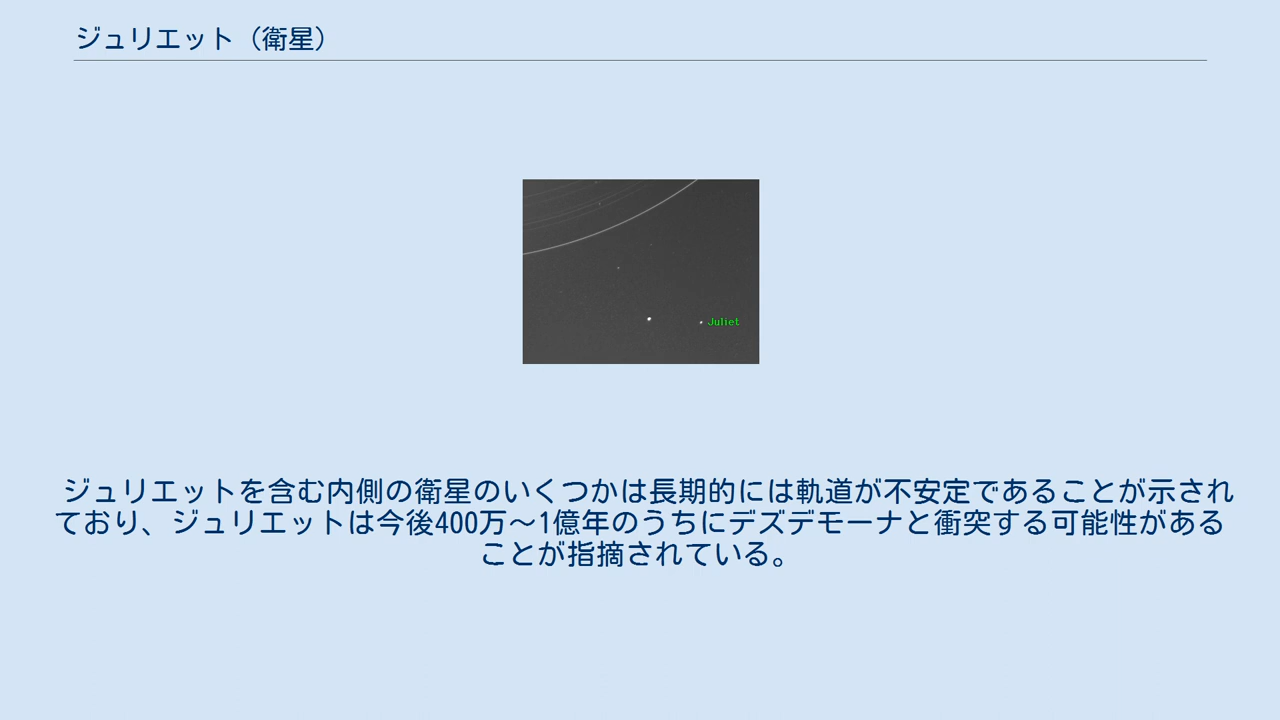 ジュリエット（衛星）
Juliet
ジュリエットを含む内側の衛星のいくつかは長期的には軌道が不安定であることが示され
ており、ジュリエットは今後400万〜1億年のうちにデズデモーナと衝突する可能性がある
ことが指摘されている。